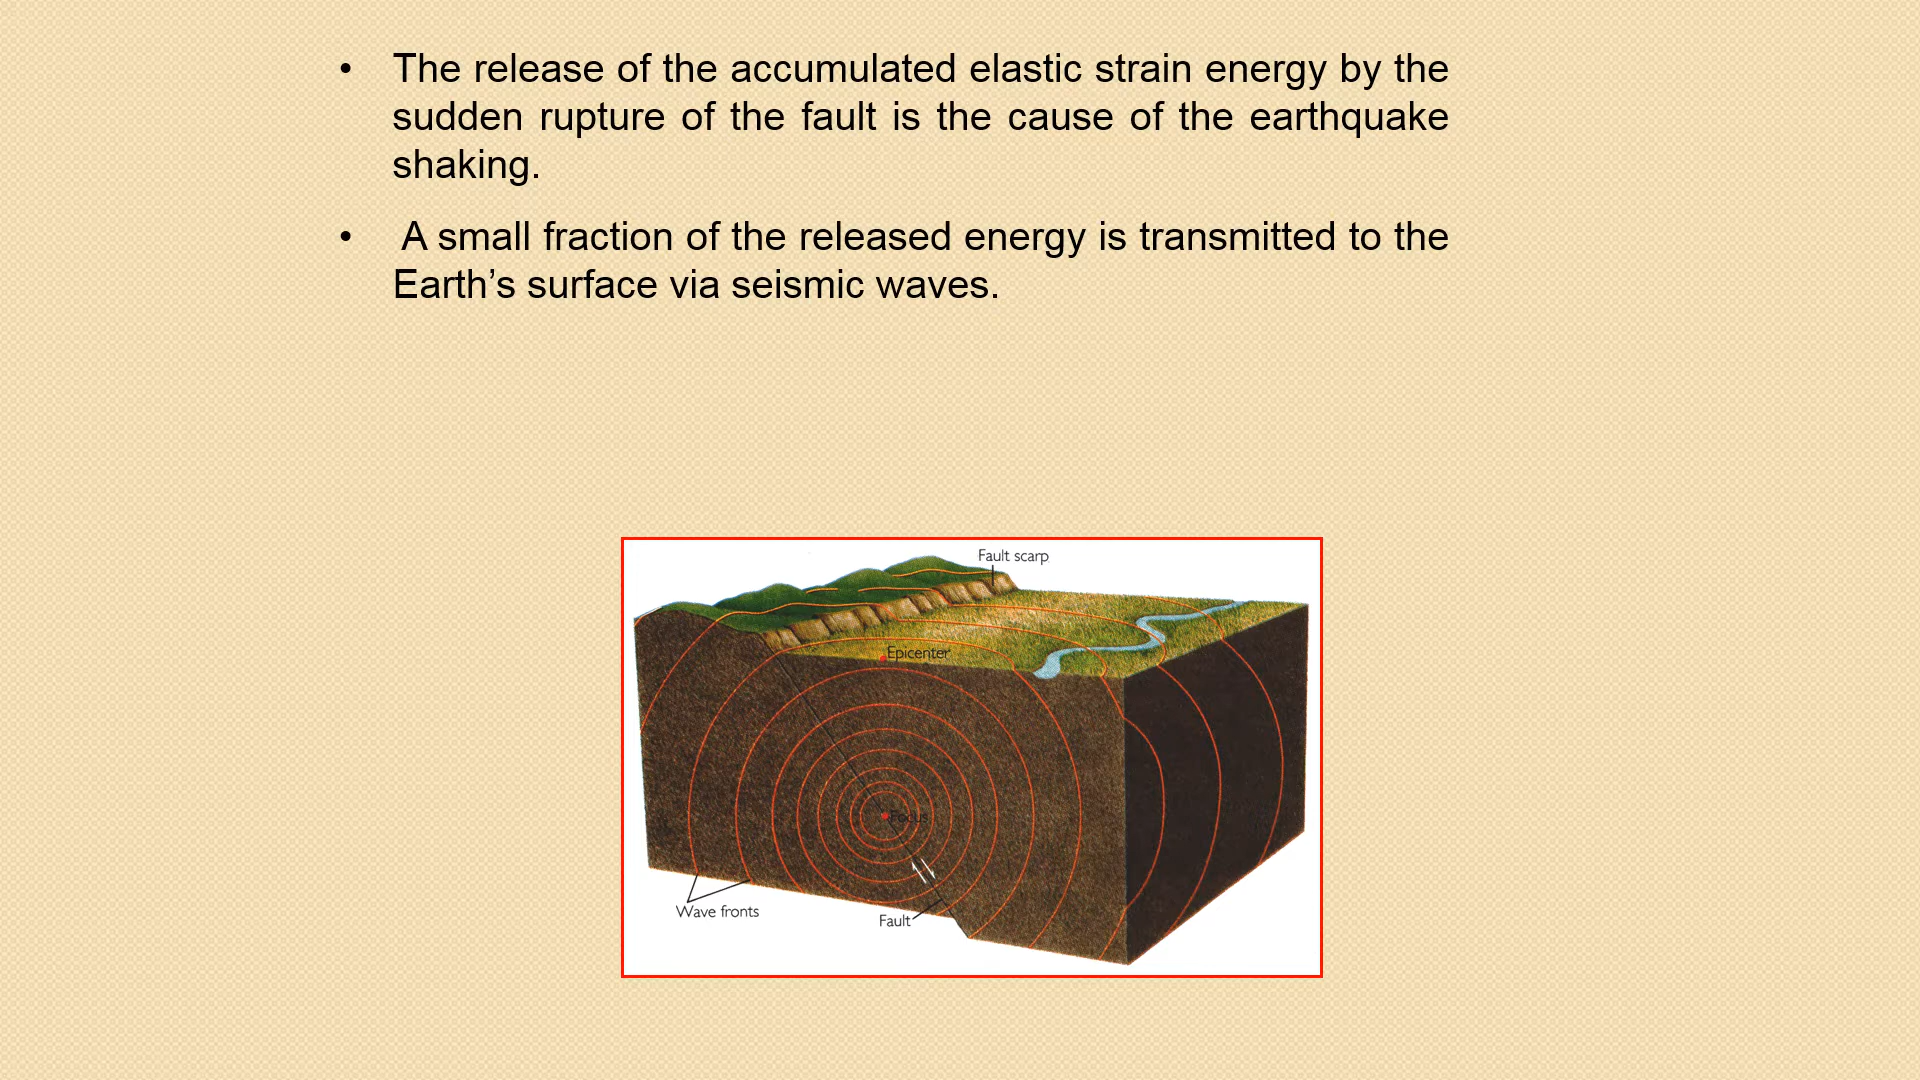 • The release of the accumulated elastic strain energy by the
sudden rupture of the fault is the cause of the earthquake
shaking.
• A small fraction of the released energy is transmitted to the
Earth’s surface via seismic waves.
Fault scarp
Epicenter
Focus
Wave fronts
Fault